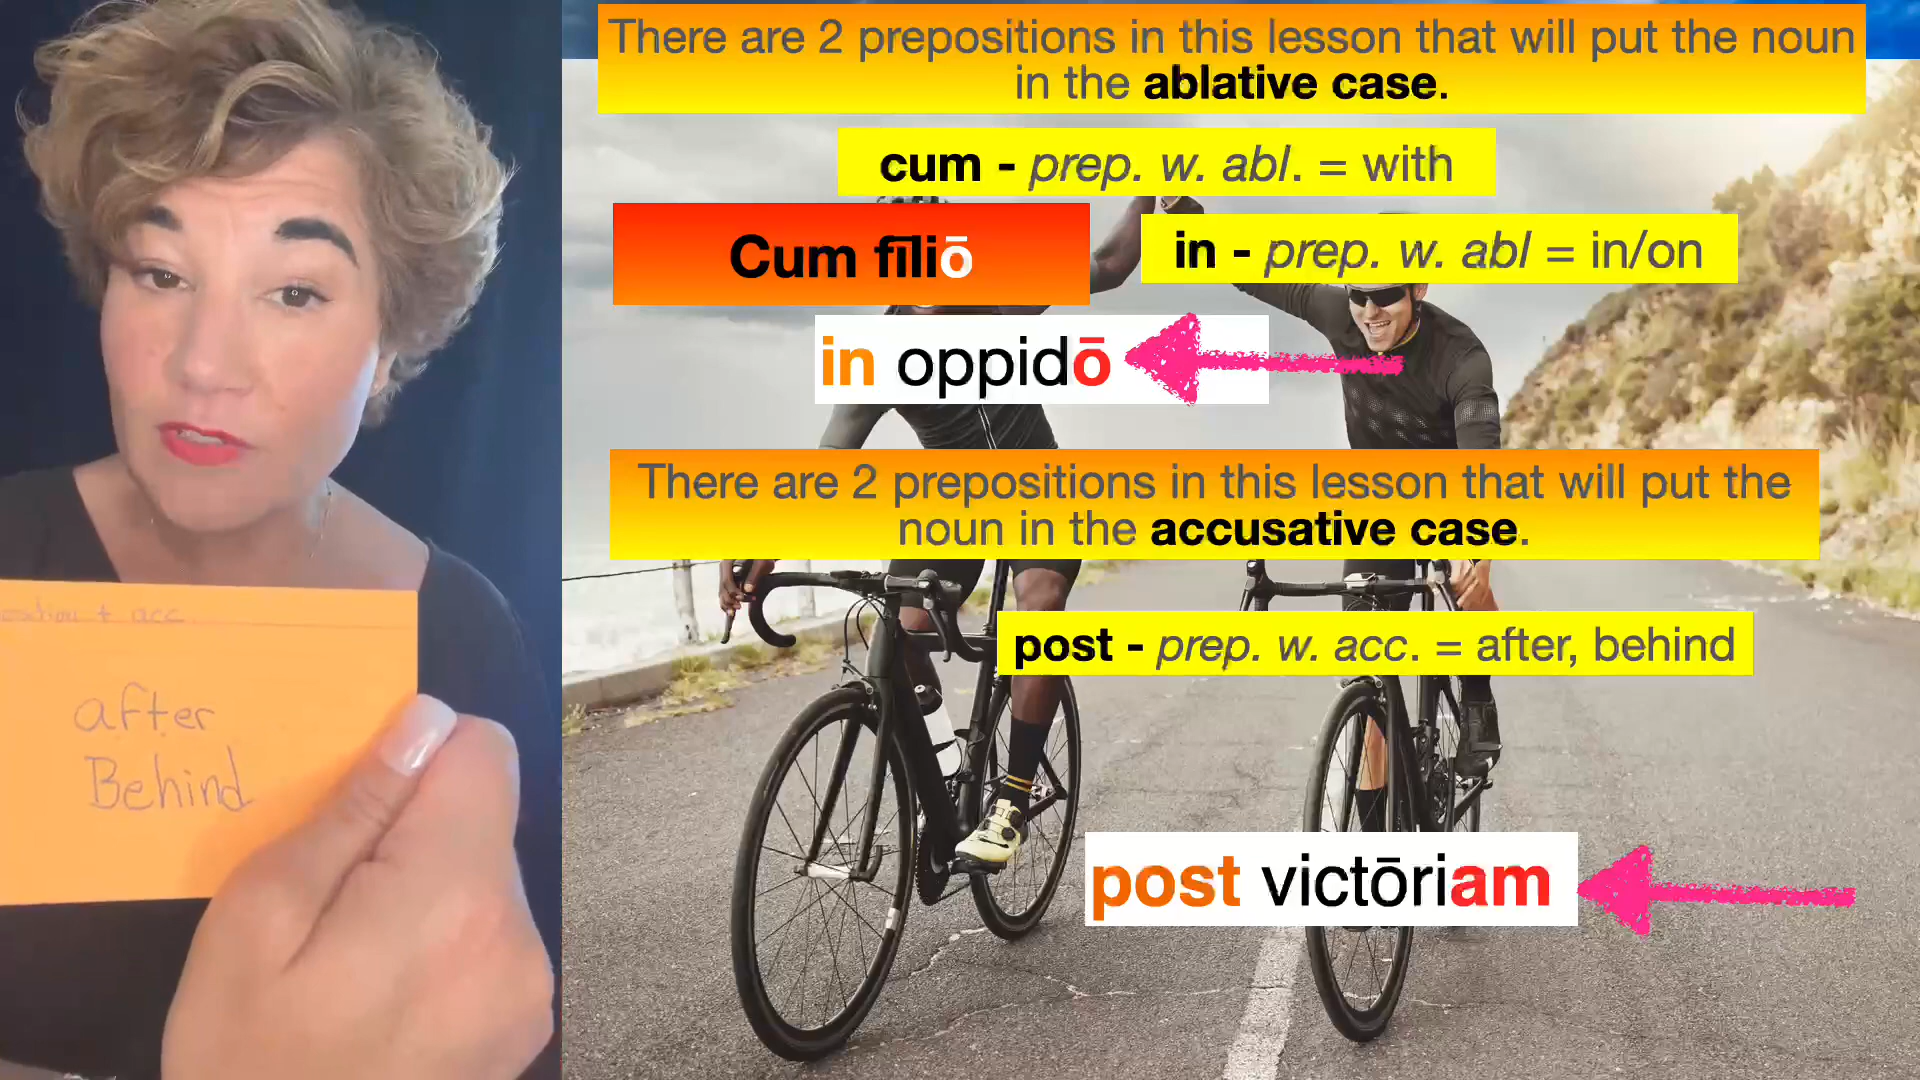 There are 2 prepositions in this lesson that will put the noun
in the ablative case.
cum - prep. w. abl. = with
Cum fīliō
in - prep. w. abl = in/on
in oppidō
There are 2 prepositions in this lesson that will put the
noun in the accusative case.
post - prep. w. acc. = after, behind
post victōriam
+ acc
after
Behind